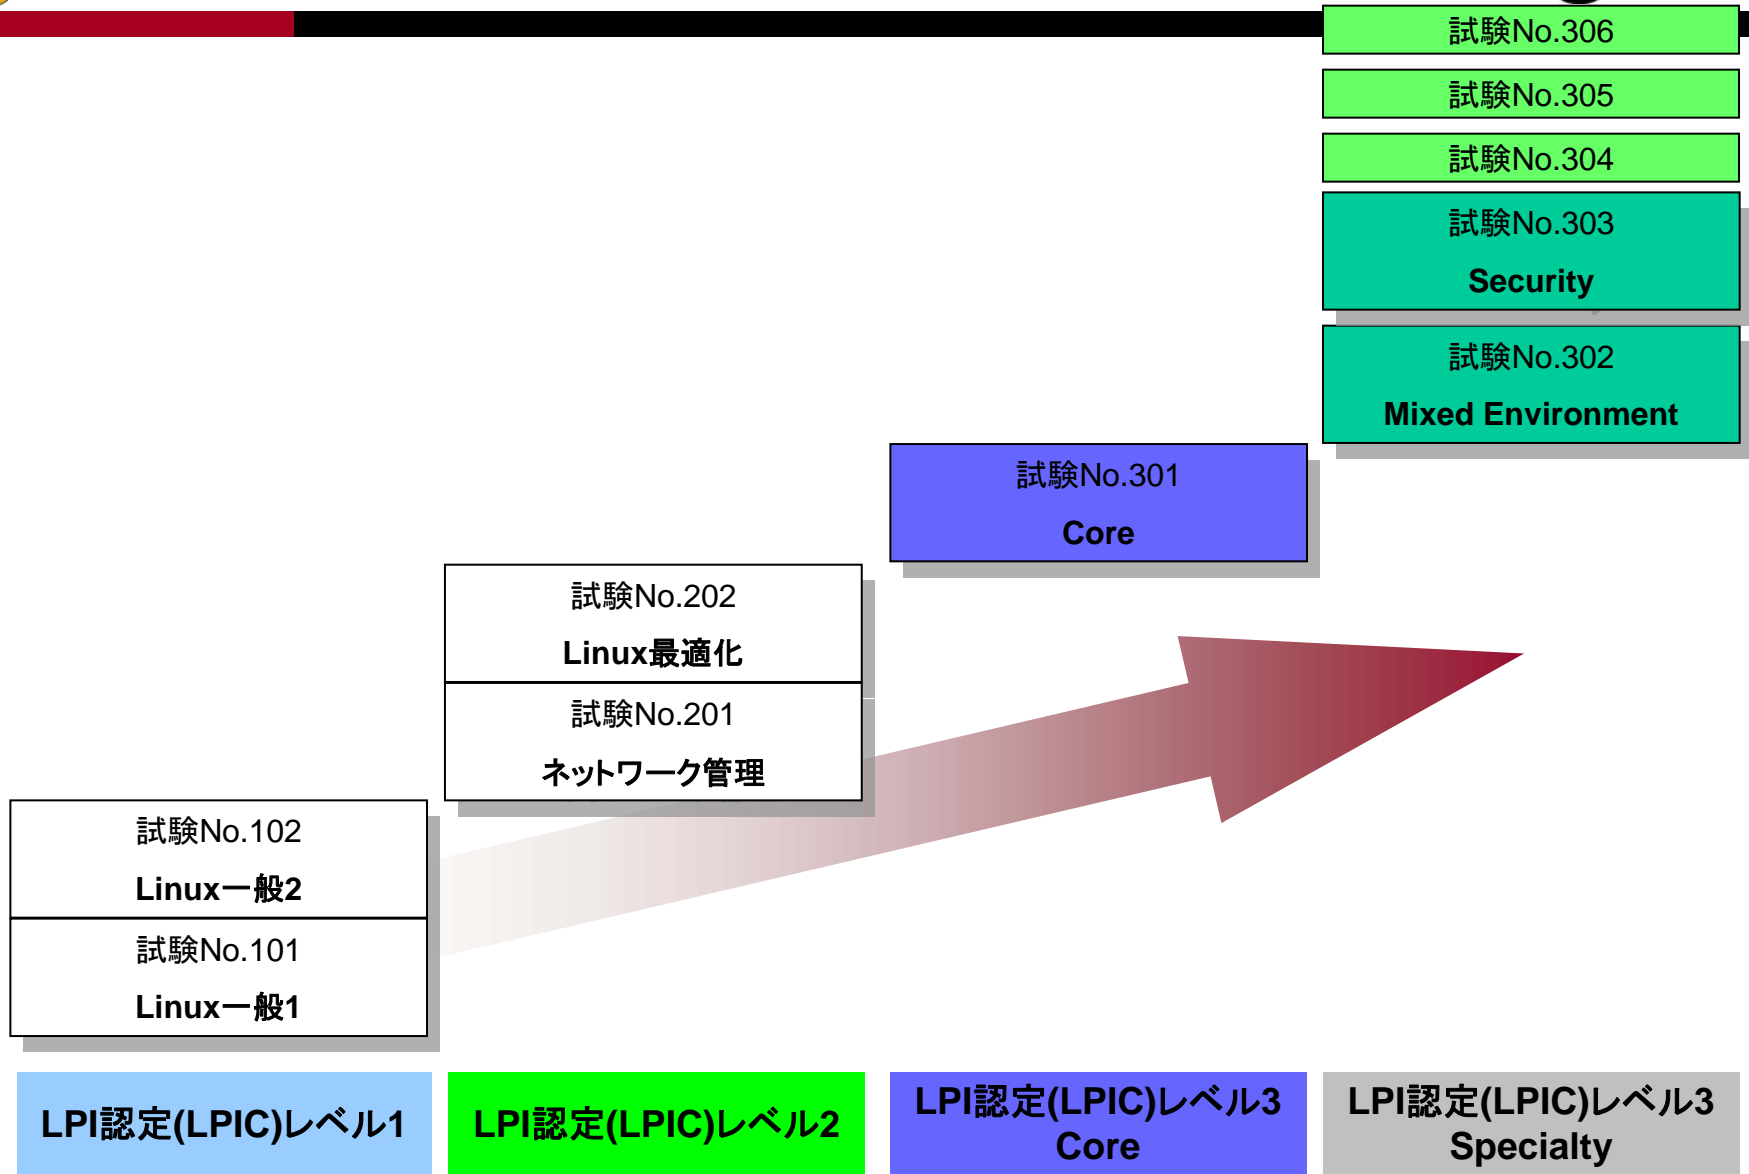 試験No.306
試験No.305
試験No.304
試験No.303
Security
試験No.302
Mixed Environment
試験No.301
Core
試験No.202
Linux最適化
試験No.201
ネットワーク管理
試験No.102
Linux一般2
試験No.101
Linux一般1
LPI認定(LPIC)レベル1
LPI認定(LPIC)レベル2
LPI認定(LPIC)レベル3
Core
LPI認定(LPIC)レベル3
Specialty